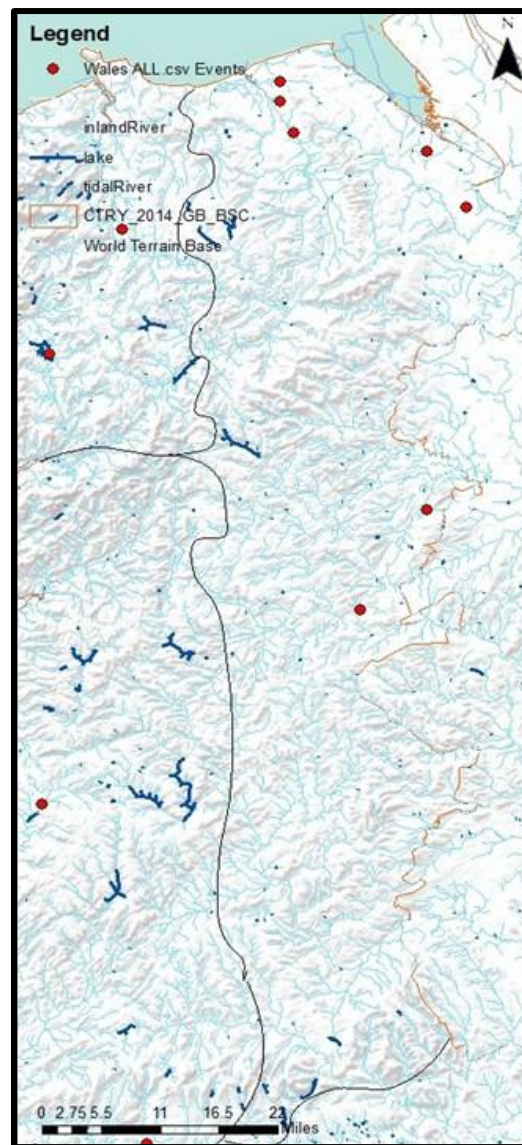 Legend
Wales ALL.csv Events
inlandRiver
lake
tidalRiver
CTRY_2014_GB_BSC
World Terrain Base
N
0 2.75 5.5 11 16.5 22
Miles